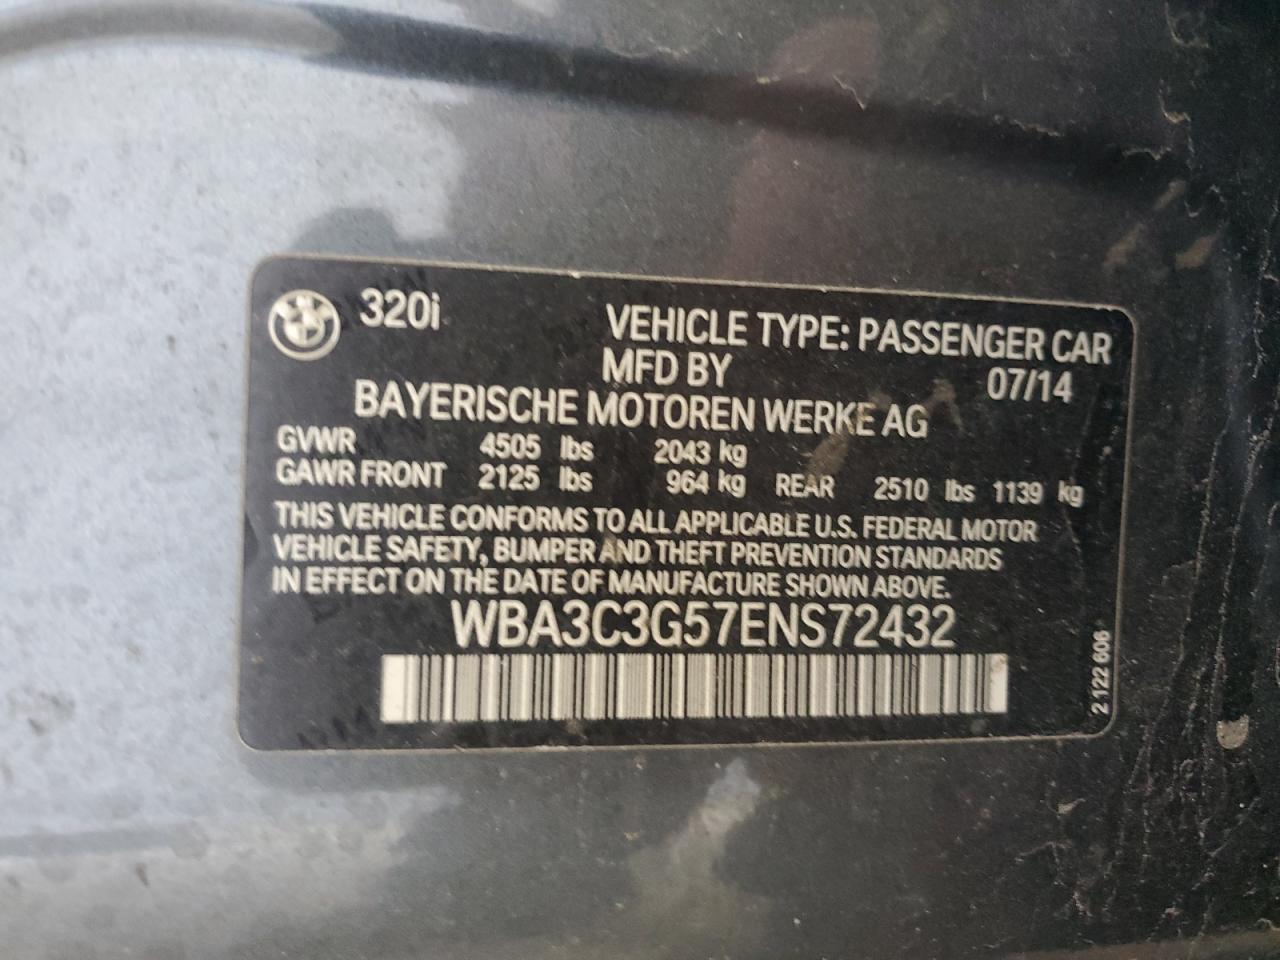 320i
VEHICLE TYPE: PASSENGER CAR
MFD BY 07/14
BAYERISCHE MOTOREN WERKE AG
GVWR 4505 lbs 2043 kg
GAWR FRONT 2125 lbs 964 kg REAR 2510 lbs 1139 kg
THIS VEHICLE CONFORMS TO ALL APPLICABLE U.S. FEDERAL MOTOR
VEHICLE SAFETY, BUMPER AND THEFT PREVENTION STANDARDS
IN EFFECT ON THE DATE OF MANUFACTURE SHOWN ABOVE.
WBA3C3G57ENS72432
2 122 606